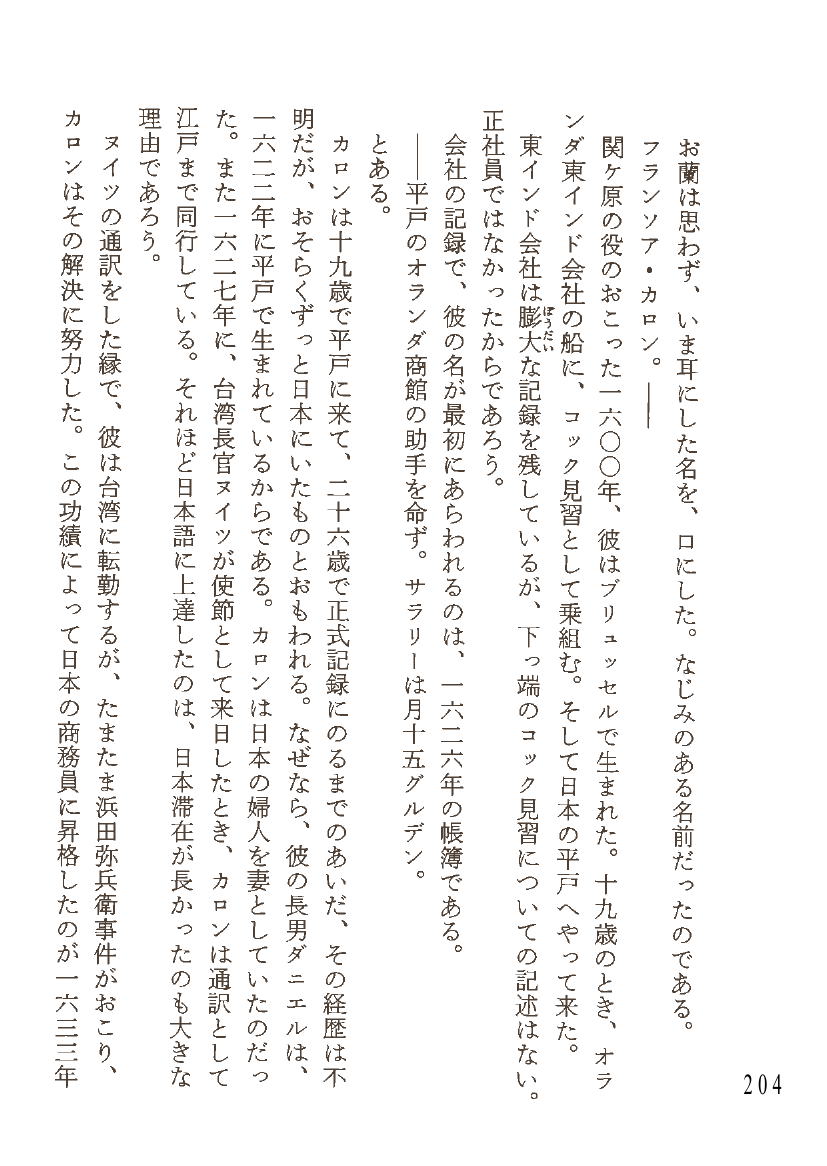 お蘭は思わず、いま耳にした名を、口にした。なじみのある名前だったのである。
フランソア・カロン。――
関ヶ原の役のおこった一六〇〇年、彼はブリュッセルで生まれた。十九歳のとき、オラ
ンダ東インド会社の船に、コック見習として乗組む。そして日本の平戸へやって来た。
東インド会社は膨大な記録を残しているが、下っ端のコック見習についての記述はない。
ぼうだい
正社員ではなかったからであろう。
会社の記録で、彼の名が最初にあらわれるのは、一六二六年の帳簿である。
――平戸のオランダ商館の助手を命ず。サラリーは月十五グルデン。
とある。
カロンは十九歳で平戸に来て、二十六歳で正式記録にのるまでのあいだ、その経歴は不
明だが、おそらくずっと日本にいたものとおもわれる。なぜなら、彼の長男ダニエルは、
一六二二年に平戸で生まれているからである。カロンは日本の婦人を妻としていたのだっ
た。また一六二七年に、台湾長官ヌイツが使節として来日したとき、カロンは通訳として
江戸まで同行している。それほど日本語に上達したのは、日本滞在が長かったのも大きな
理由であろう。
ヌイツの通訳をした縁で、彼は台湾に転勤するが、たまたま浜田弥兵衛事件がおこり、
カロンはその解決に努力した。この功績によって日本の商務員に昇格したのが一六三三年
204